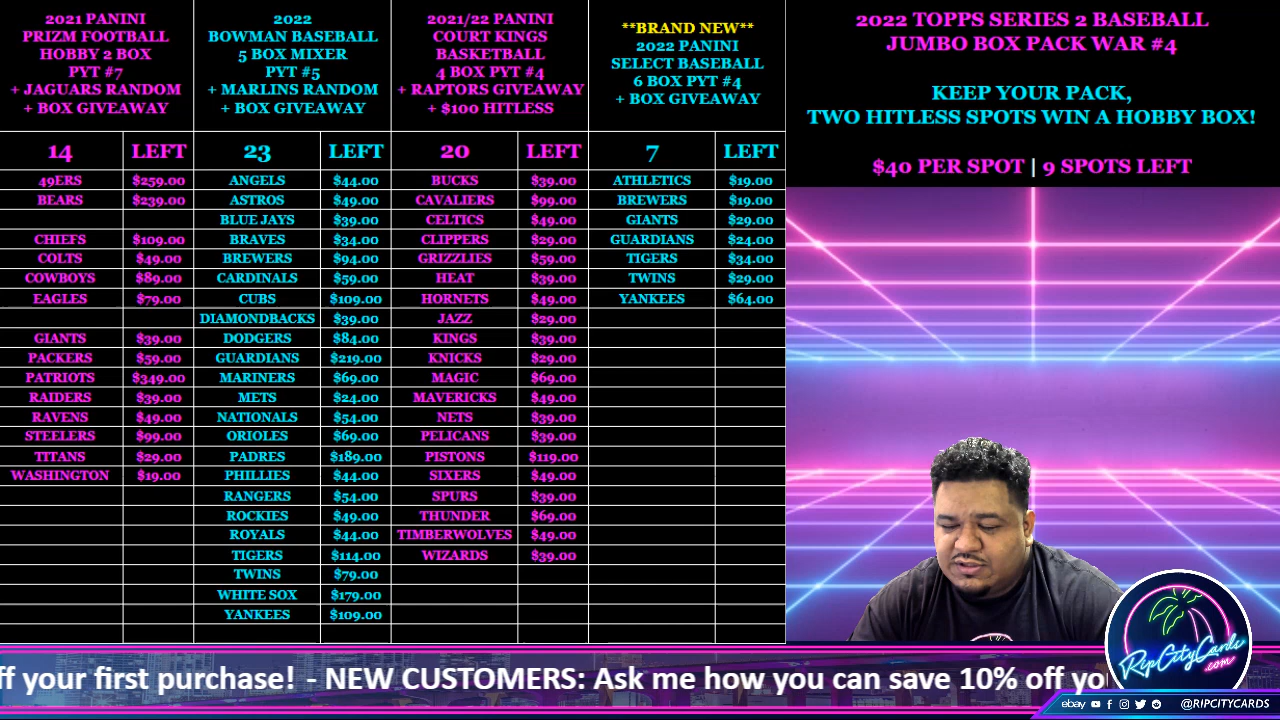 2021 PANINI
PRIZM FOOTBALL
HOBBY 2 BOX
PYT #7
+ JAGUARS RANDOM
+ BOX GIVEAWAY
2022
BOWMAN BASEBALL
5 BOX MIXER
PYT #5
+ MARLINS RANDOM
+ BOX GIVEAWAY
2021/22 PANINI
COURT KINGS
BASKETBALL
4 BOX PYT #4
+ RAPTORS GIVEAWAY
+ $100 HITLESS
**BRAND NEW**
2022 PANINI
SELECT BASEBALL
6 BOX PYT #4
+ BOX GIVEAWAY
14 LEFT 23 LEFT 20 LEFT 7 LEFT
49ERS $259.00 ANGELS $44.00 BUCKS $39.00 ATHLETICS $19.00
BEARS $239.00 ASTROS $49.00 CAVALIERS $99.00 BREWERS $19.00
BLUE JAYS $39.00 CELTICS $49.00 GIANTS $29.00
CHIEFS $109.00 BRAVES $34.00 CLIPPERS $29.00 GUARDIANS $24.00
COLTS $49.00 BREWERS $94.00 GRIZZLIES $59.00 TIGERS $34.00
COWBOYS $89.00 CARDINALS $59.00 HEAT $39.00 TWINS $29.00
EAGLES $79.00 CUBS $109.00 HORNETS $49.00 YANKEES $64.00
DIAMONDBACKS $39.00 JAZZ $29.00
GIANTS $39.00 DODGERS $84.00 KINGS $39.00
PACKERS $59.00 GUARDIANS $219.00 KNICKS $29.00
PATRIOTS $349.00 MARINERS $69.00 MAGIC $69.00
RAIDERS $39.00 METS $24.00 MAVERICKS $49.00
RAVENS $49.00 NATIONALS $54.00 NETS $39.00
STEELERS $99.00 ORIOLES $69.00 PELICANS $39.00
TITANS $29.00 PADRES $189.00 PISTONS $119.00
WASHINGTON $19.00 PHILLIES $44.00 SIXERS $49.00
RANGERS $54.00 SPURS $39.00
ROCKIES $49.00 THUNDER $69.00
ROYALS $44.00 TIMBERWOLVES $49.00
TIGERS $114.00 WIZARDS $39.00
TWINS $79.00
WHITE SOX $179.00
YANKEES $109.00
2022 TOPPS SERIES 2 BASEBALL
JUMBO BOX PACK WAR #4
KEEP YOUR PACK,
TWO HITLESS SPOTS WIN A HOBBY BOX!
$40 PER SPOT | 9 SPOTS LEFT
ff your first purchase! - NEW CUSTOMERS: Ask me how you can save 10% off yo
RipCityCards
.com
ebay @RIPCITYCARDS